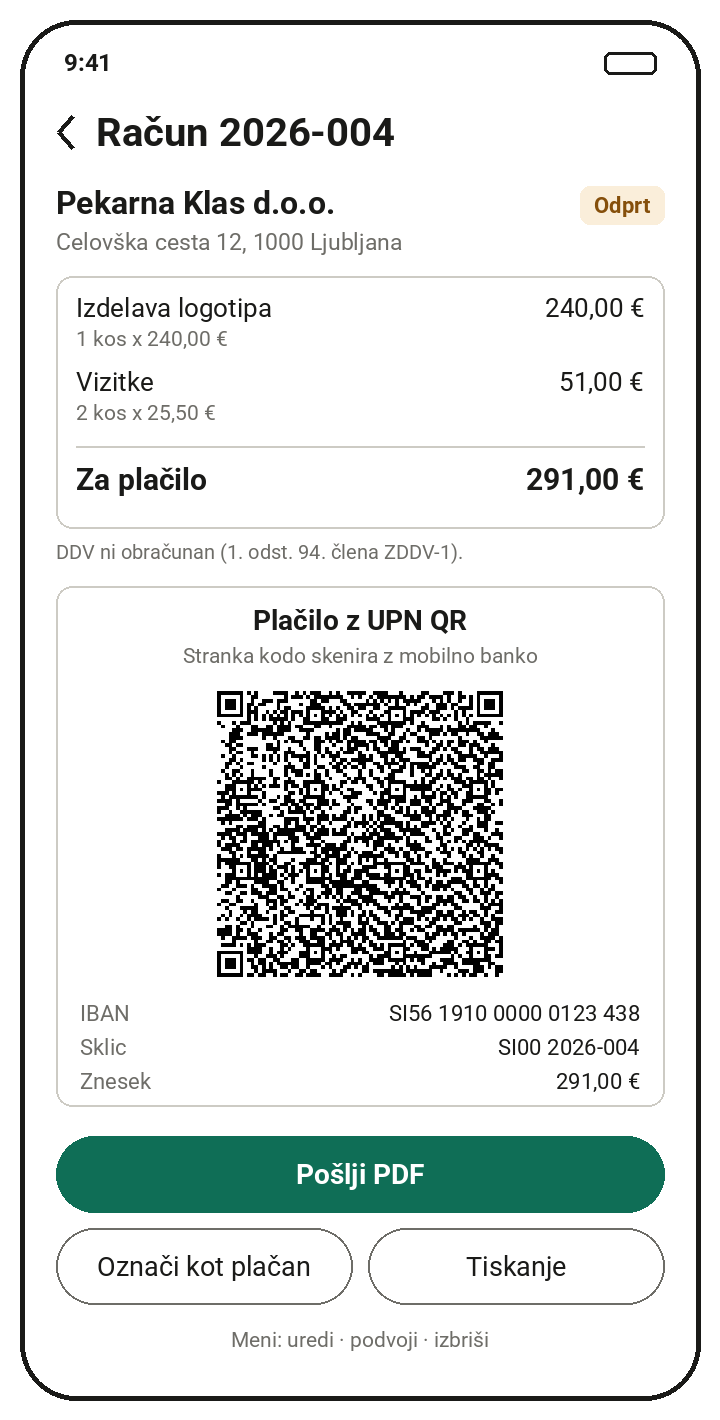 9:41
Račun 2026-004
Pekarna Klas d.o.o.
Odprt
Celovška cesta 12, 1000 Ljubljana
Izdelava logotipa 240,00 €
1 kos x 240,00 €
Vizitke 51,00 €
2 kos x 25,50 €
Za plačilo 291,00 €
DDV ni obračunan (1. odst. 94. člena ZDDV-1).
Plačilo z UPN QR
Stranka kodo skenira z mobilno banko
IBAN SI56 1910 0000 0123 438
Sklic SI00 2026-004
Znesek 291,00 €
Pošlji PDF
Označi kot plačan Tiskanje
Meni: uredi · podvoji · izbriši